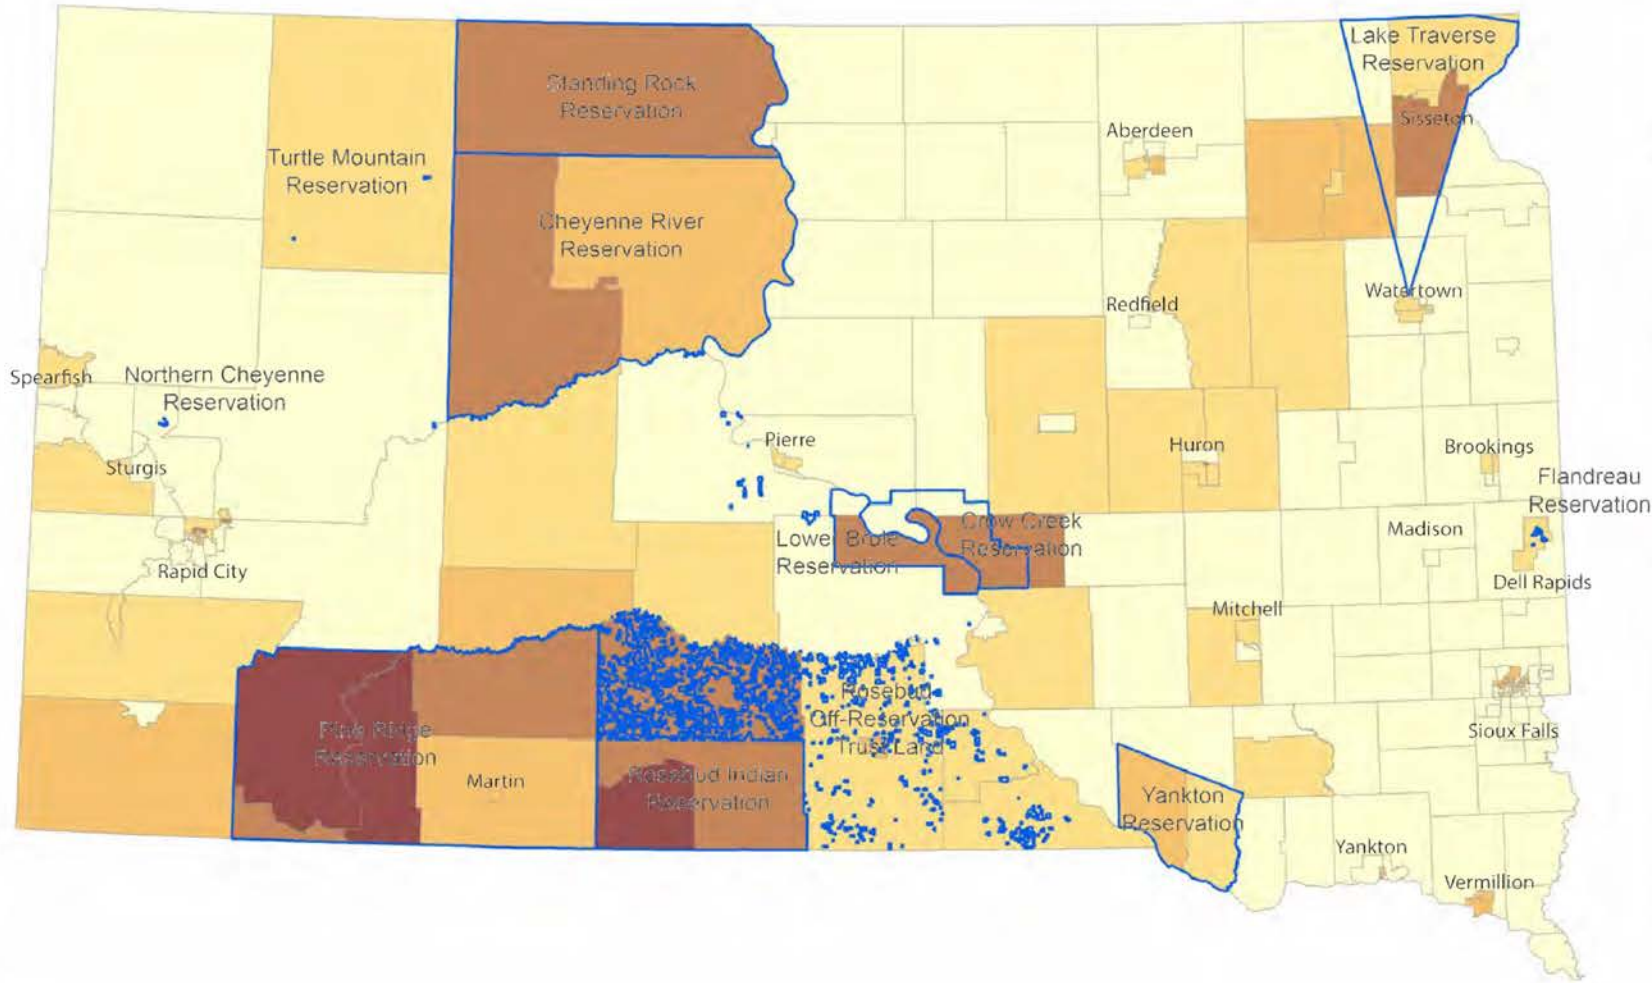 Lake Traverse
Reservation
Standing Rock
Reservation
Sisseton
Aberdeen
Turtle Mountain
Reservation
Cheyenne River
Reservation
Watertown
Redfield
Spearfish
Northern Cheyenne
Reservation
Pierre
Huron
Brookings
Sturgis
Flandreau
Reservation
Crow Creek
Reservation
Lower Brule
Reservation
Madison
Rapid City
Dell Rapids
Mitchell
Rosebud
Off-Reservation
Trust Land
Pine Ridge
Reservation
Sioux Falls
Martin
Rosebud Indian
Reservation
Yankton
Reservation
Yankton
Vermillion